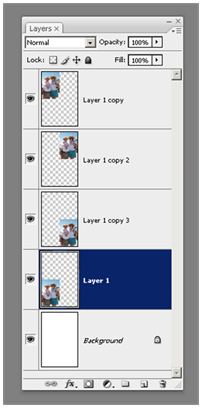 Layers ×
Normal Opacity: 100%
Lock: Fill: 100%
Layer 1 copy
Layer 1 copy 2
Layer 1 copy 3
Layer 1
Background
fx.